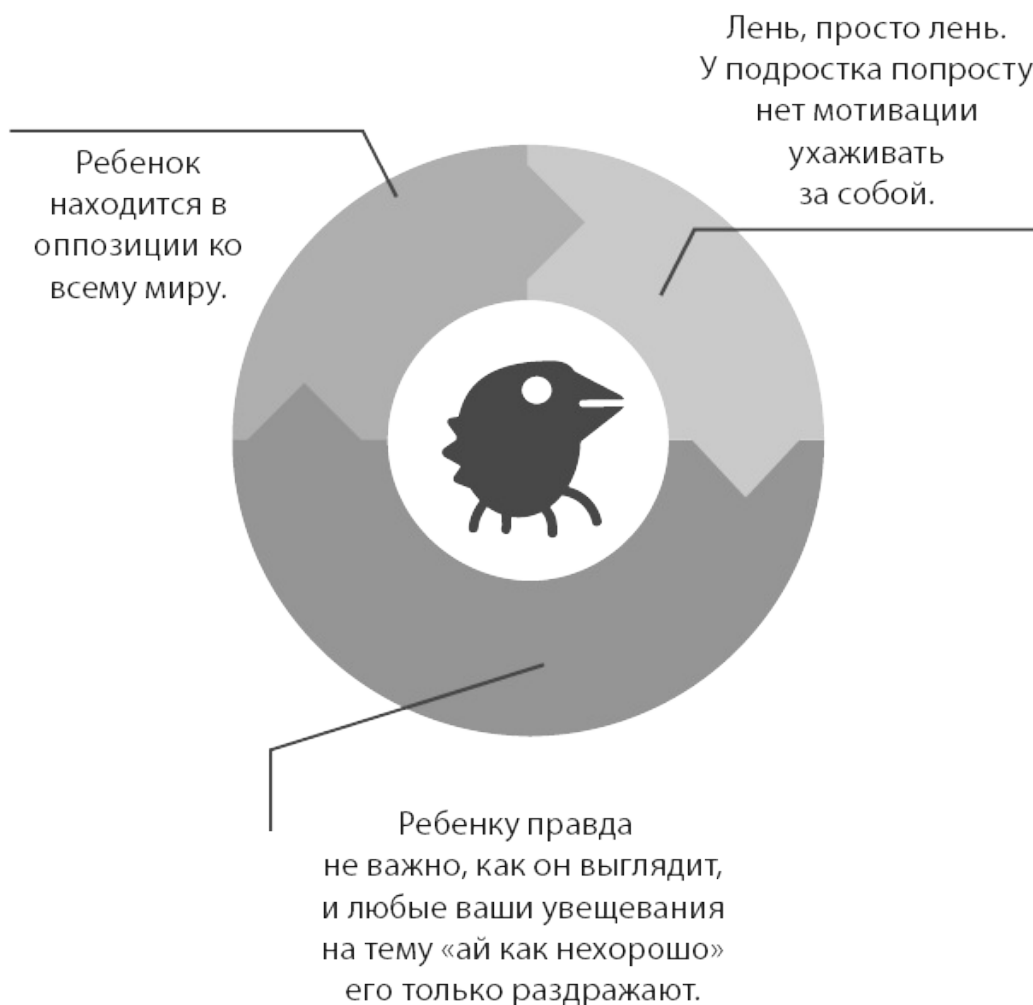 Лень, просто лень.
У подростка попросту
нет мотивации
ухаживать
за собой.
Ребенок
находится в
оппозиции ко
всему миру.
Ребенку правда
не важно, как он выглядит,
и любые ваши увещевания
на тему «ай как нехорошо»
его только раздражают.